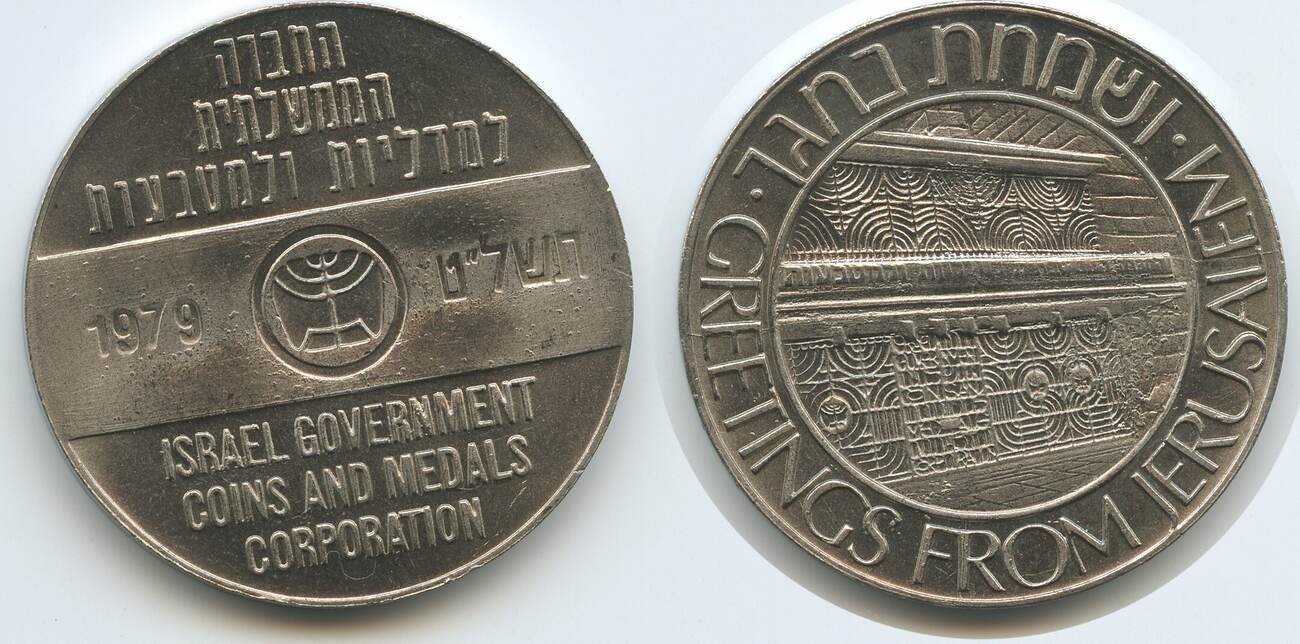 החברה
הממשלתית
למדליות ולמטבעות
1979 תשל"ט
ISRAEL GOVERNMENT
COINS AND MEDALS
CORPORATION
ושמחת בחגך
GREETINGS FROM JERUSALEM